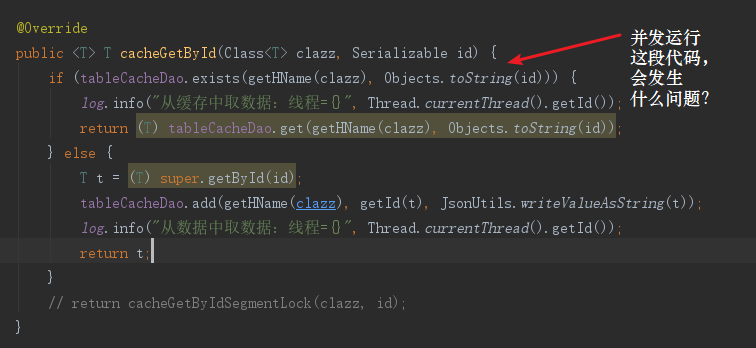 @Override
public <T> T cacheGetById(Class<T> clazz, Serializable id) {
if (tableCacheDao.exists(getHName(clazz), Objects.toString(id))) {
log.info("从缓存中取数据: 线程={}", Thread.currentThread().getId());
return (T) tableCacheDao.get(getHName(clazz), Objects.toString(id));
} else {
T t = (T) super.getById(id);
tableCacheDao.add(getHName(clazz), getId(t), JsonUtils.writeValueAsString(t));
log.info("从数据中取数据: 线程={}", Thread.currentThread().getId());
return t;
}
// return cacheGetByIdSegmentLock(clazz, id);
}
并发运行
这段代码，
会发生
什么问题？